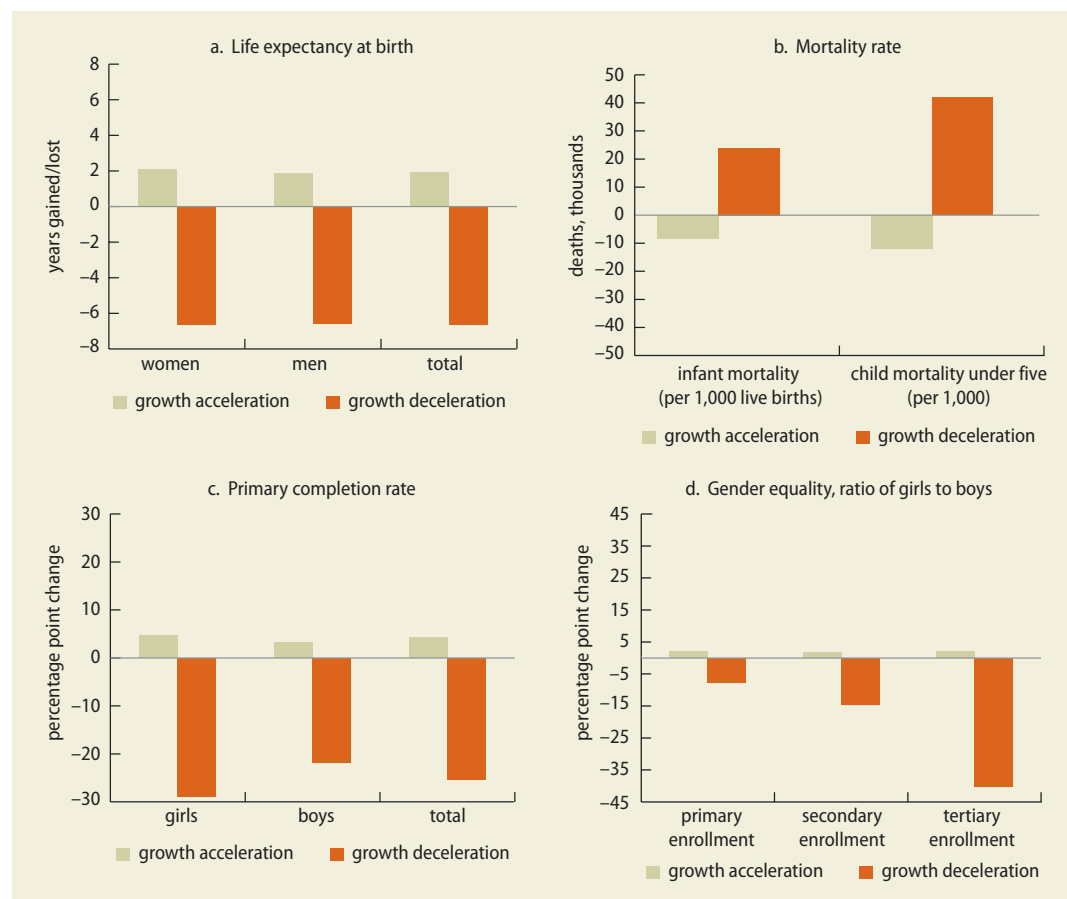 a. Life expectancy at birth
years gained/lost
8
6
4
2
0
−2
−4
−6
−8
women men total
growth acceleration growth deceleration
b. Mortality rate
deaths, thousands
50
40
30
20
10
0
−10
−20
−30
−40
−50
infant mortality
(per 1,000 live births)
child mortality under five
(per 1,000)
growth acceleration growth deceleration
c. Primary completion rate
percentage point change
30
20
10
0
−10
−20
−30
girls boys total
growth acceleration growth deceleration
d. Gender equality, ratio of girls to boys
percentage point change
45
35
25
15
5
−5
−15
−25
−35
−45
primary
enrollment
secondary
enrollment
tertiary
enrollment
growth acceleration growth deceleration